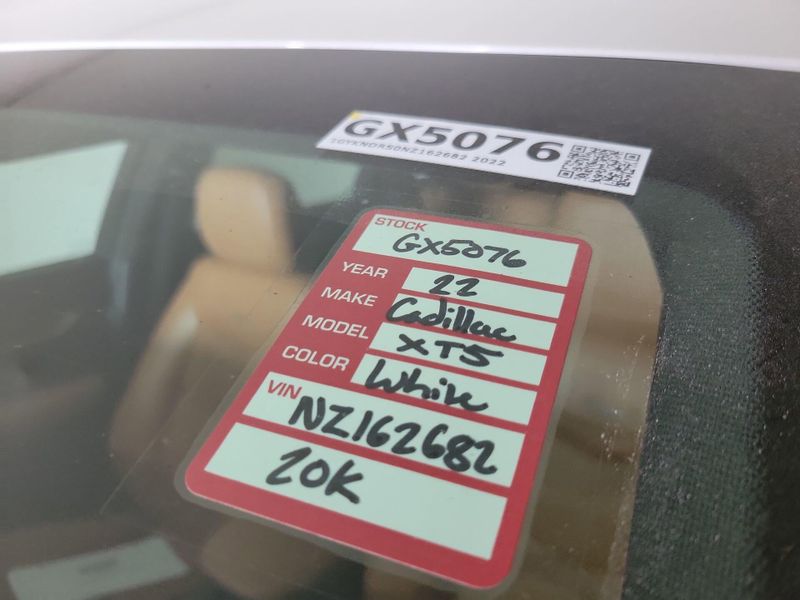 GX5076
1GYKNDRS0NZ162682 2022
STOCK
GX5076
YEAR 22
MAKE Cadillac
MODEL XT5
COLOR White
VIN
NZ162682
20K